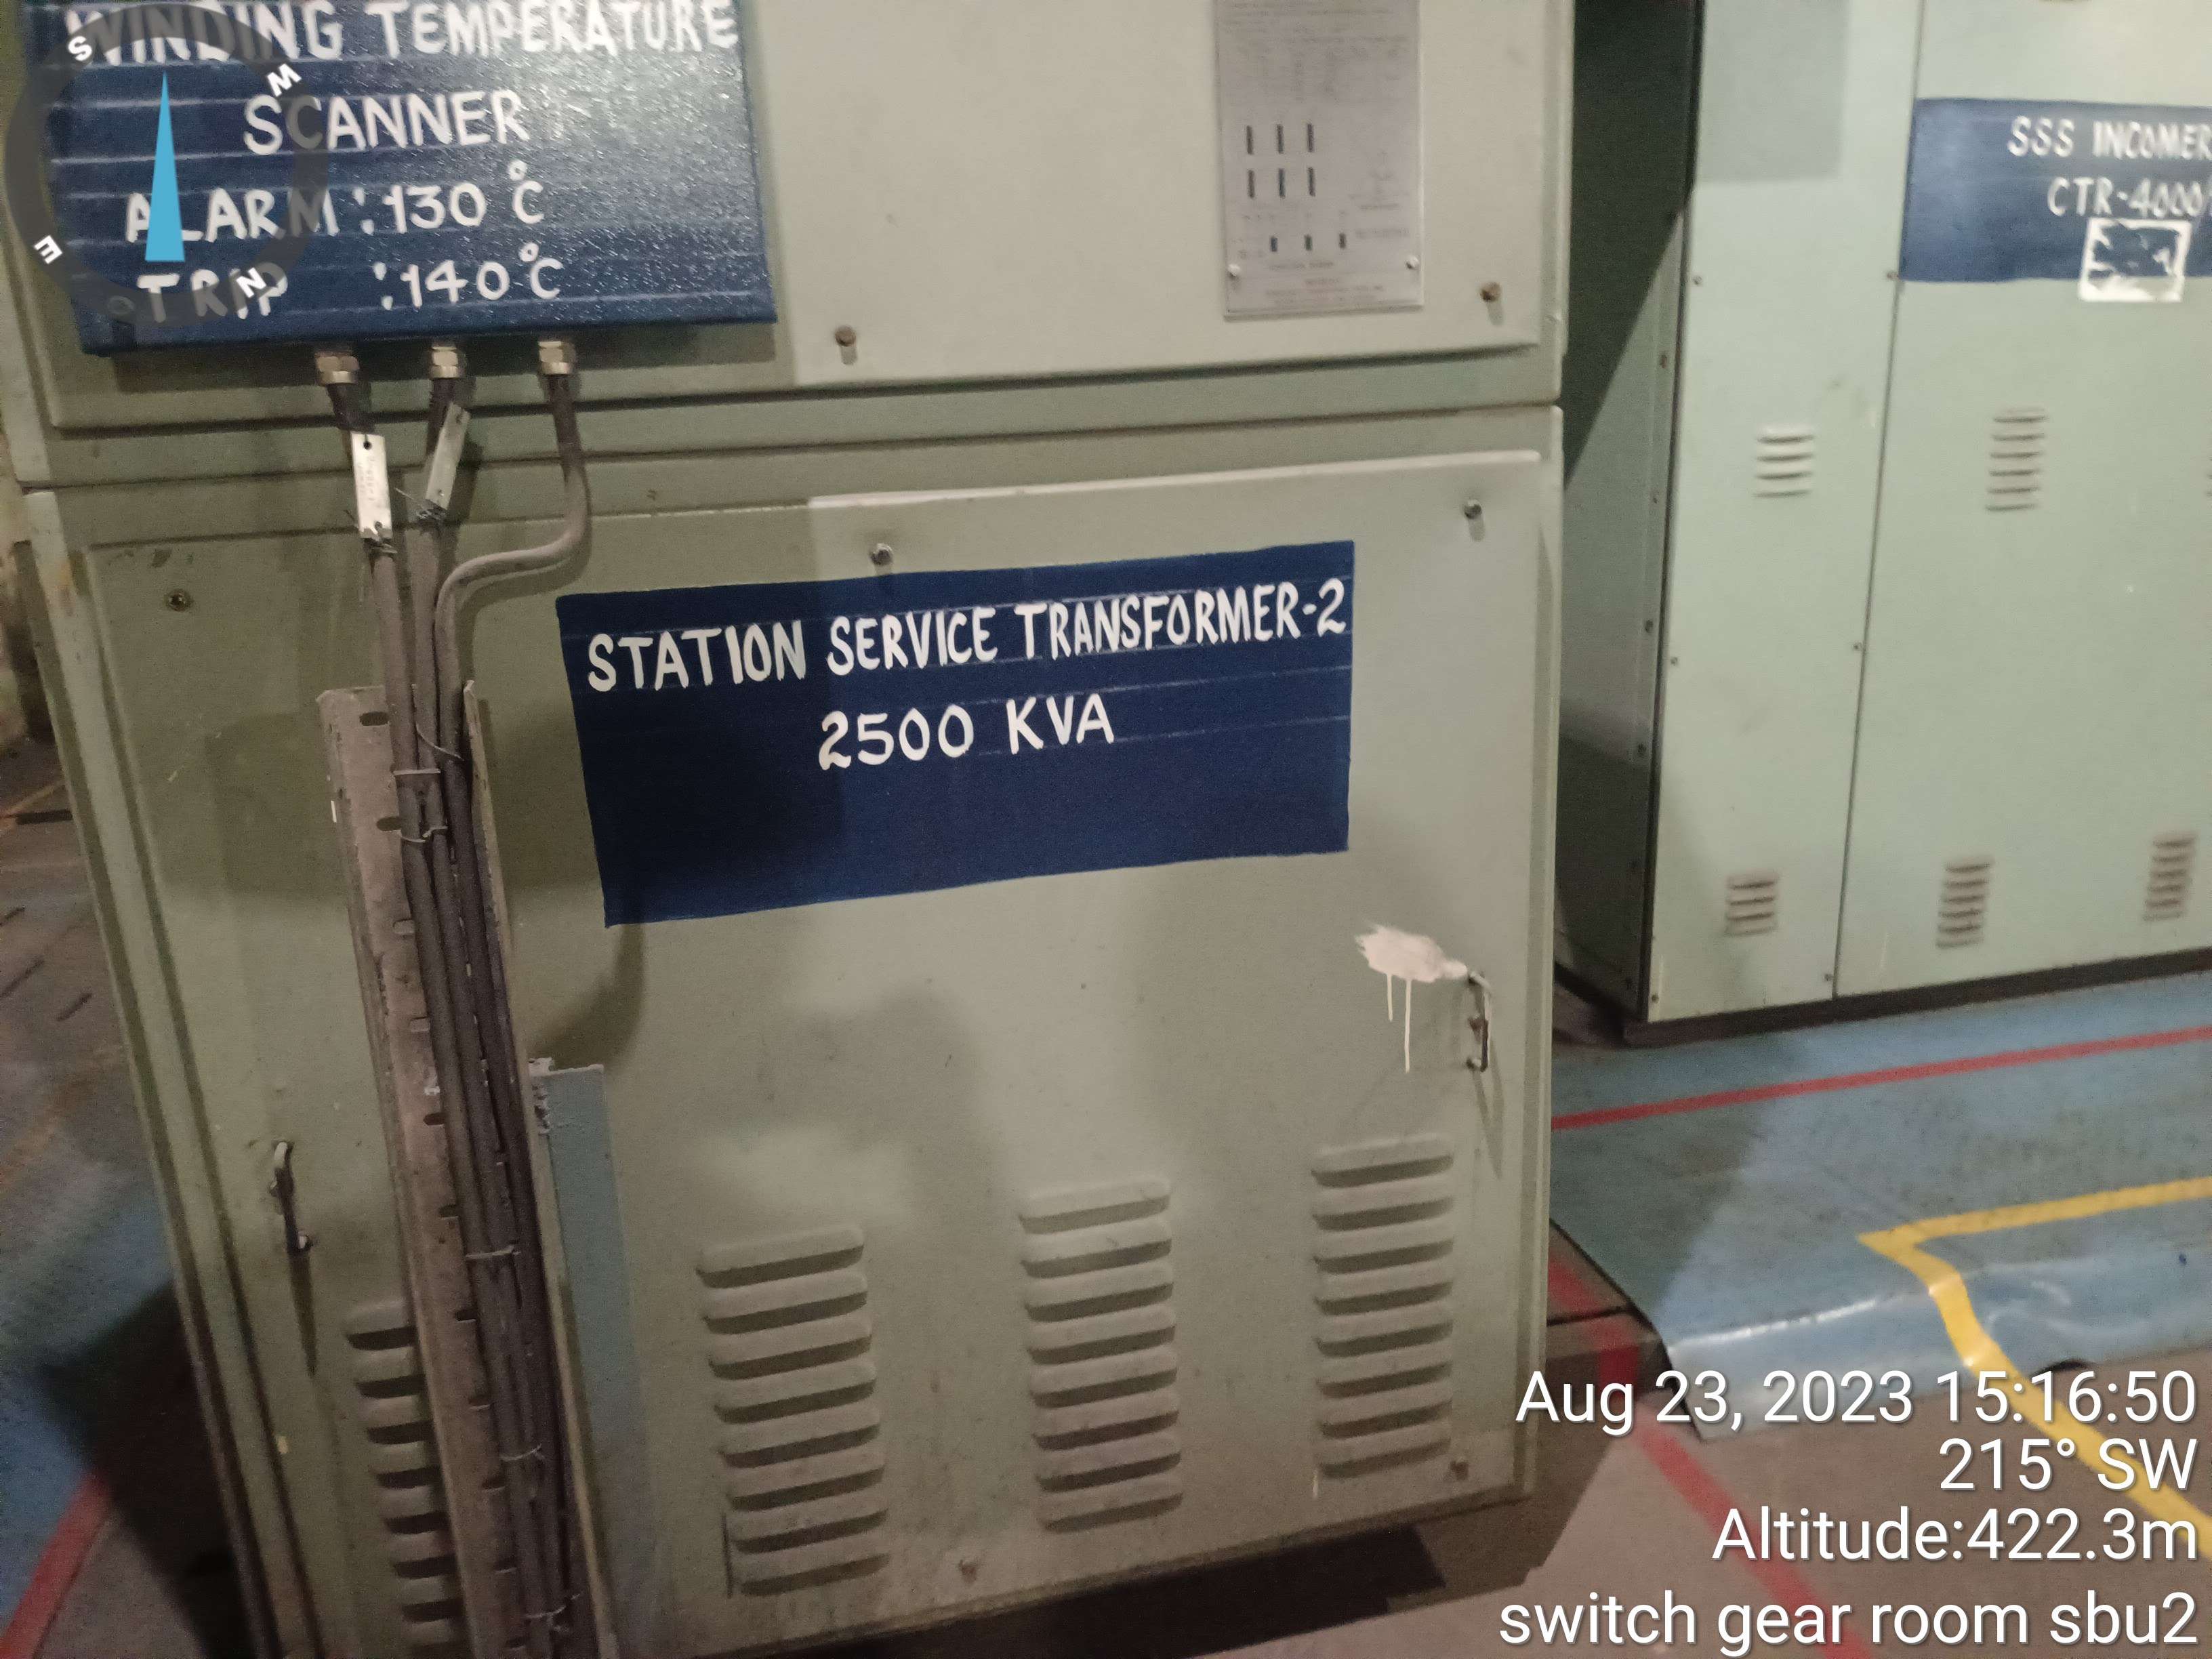 WINDING TEMPERATURE
SCANNER
ALARM : 130°C
TRIP : 140°C
SSS INCOMER
CTR-4000/
STATION SERVICE TRANSFORMER-2
2500 KVA
S
W
E
N
Aug 23, 2023 15:16:50
215° SW
Altitude:422.3m
switch gear room sbu2